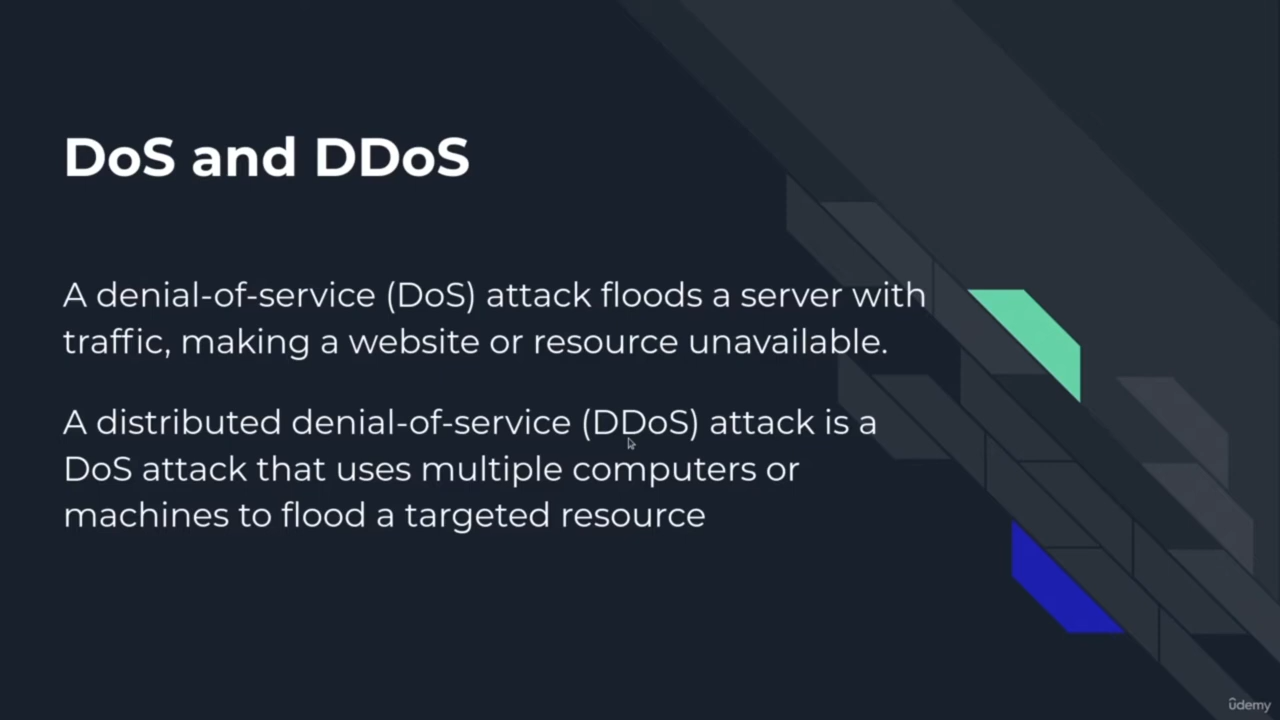 DoS and DDoS
A denial-of-service (DoS) attack floods a server with
traffic, making a website or resource unavailable.
A distributed denial-of-service (DDoS) attack is a
DoS attack that uses multiple computers or
machines to flood a targeted resource
ûdemy